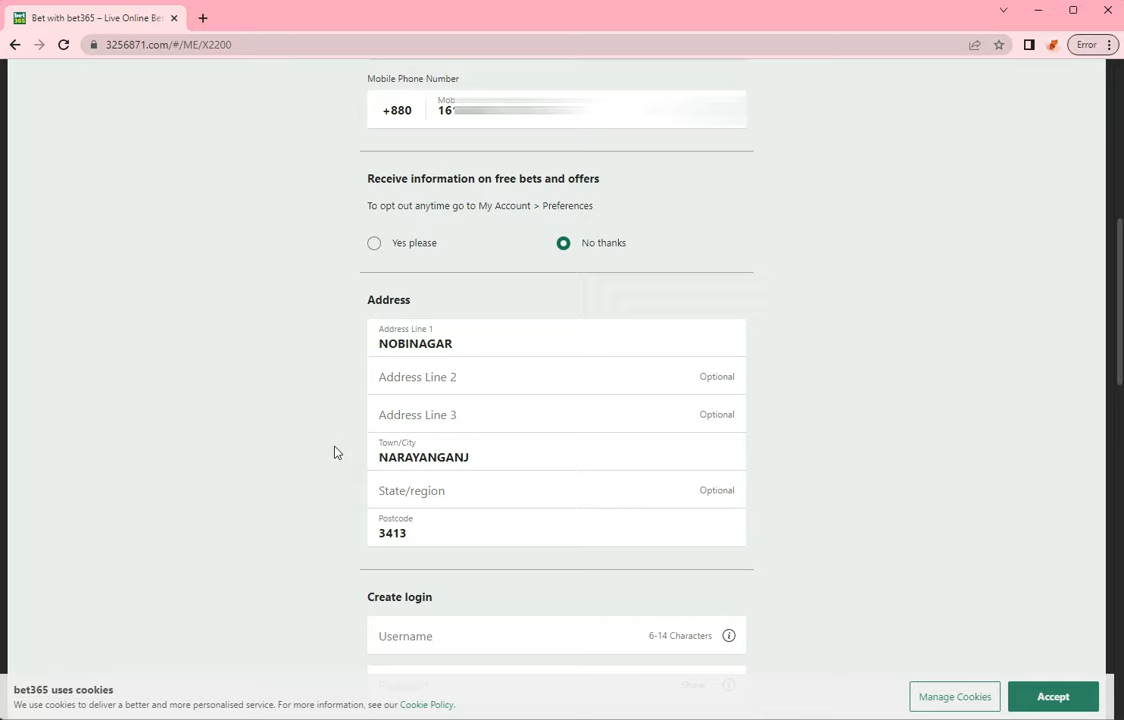 bet365
Bet with bet365 – Live Online Be
3256871.com/#/ME/X2200
Error
Mobile Phone Number
Mob
+880
16
Receive information on free bets and offers
To opt out anytime go to My Account > Preferences
Yes please
No thanks
Address
Address Line 1
NOBINAGAR
Address Line 2 Optional
Address Line 3 Optional
Town/City
NARAYANGANJ
State/region Optional
Postcode
3413
Create login
Username 6-14 Characters
bet365 uses cookies
We use cookies to deliver a better and more personalised service. For more information, see our Cookie Policy.
Manage Cookies
Accept